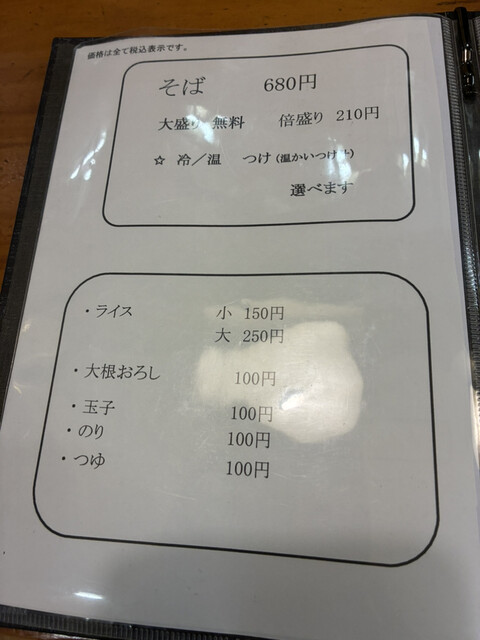 価格は全て税込表示です。
そば 680円
大盛り 無料 倍盛り 210円
☆ 冷／温 つけ（温かいつけ汁）
選べます
・ライス 小 150円
大 250円
・大根おろし 100円
・玉子 100円
・のり 100円
・つゆ 100円